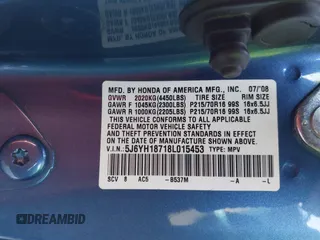 MFD. BY HONDA OF AMERICA MFG., INC. 07/'08
GVWR 2020KG(4450LBS) TIRE SIZE RIM SIZE
GAWR F 1045KG(2300LBS) P215/70R16 99S 16x6.5JJ
GAWR R 1000KG(2205LBS) P215/70R16 99S 16x6.5JJ
THIS VEHICLE CONFORMS TO ALL APPLICABLE
FEDERAL MOTOR VEHICLE SAFETY AND
THEFT PREVENTION STANDARDS IN EFFECT ON
THE DATE OF MANUFACTURE SHOWN ABOVE.
V.I.N.: 5J6YH18718L015453 TYPE: MPV
SCV 8 AC5 -B537M -A -L
DREAMBID